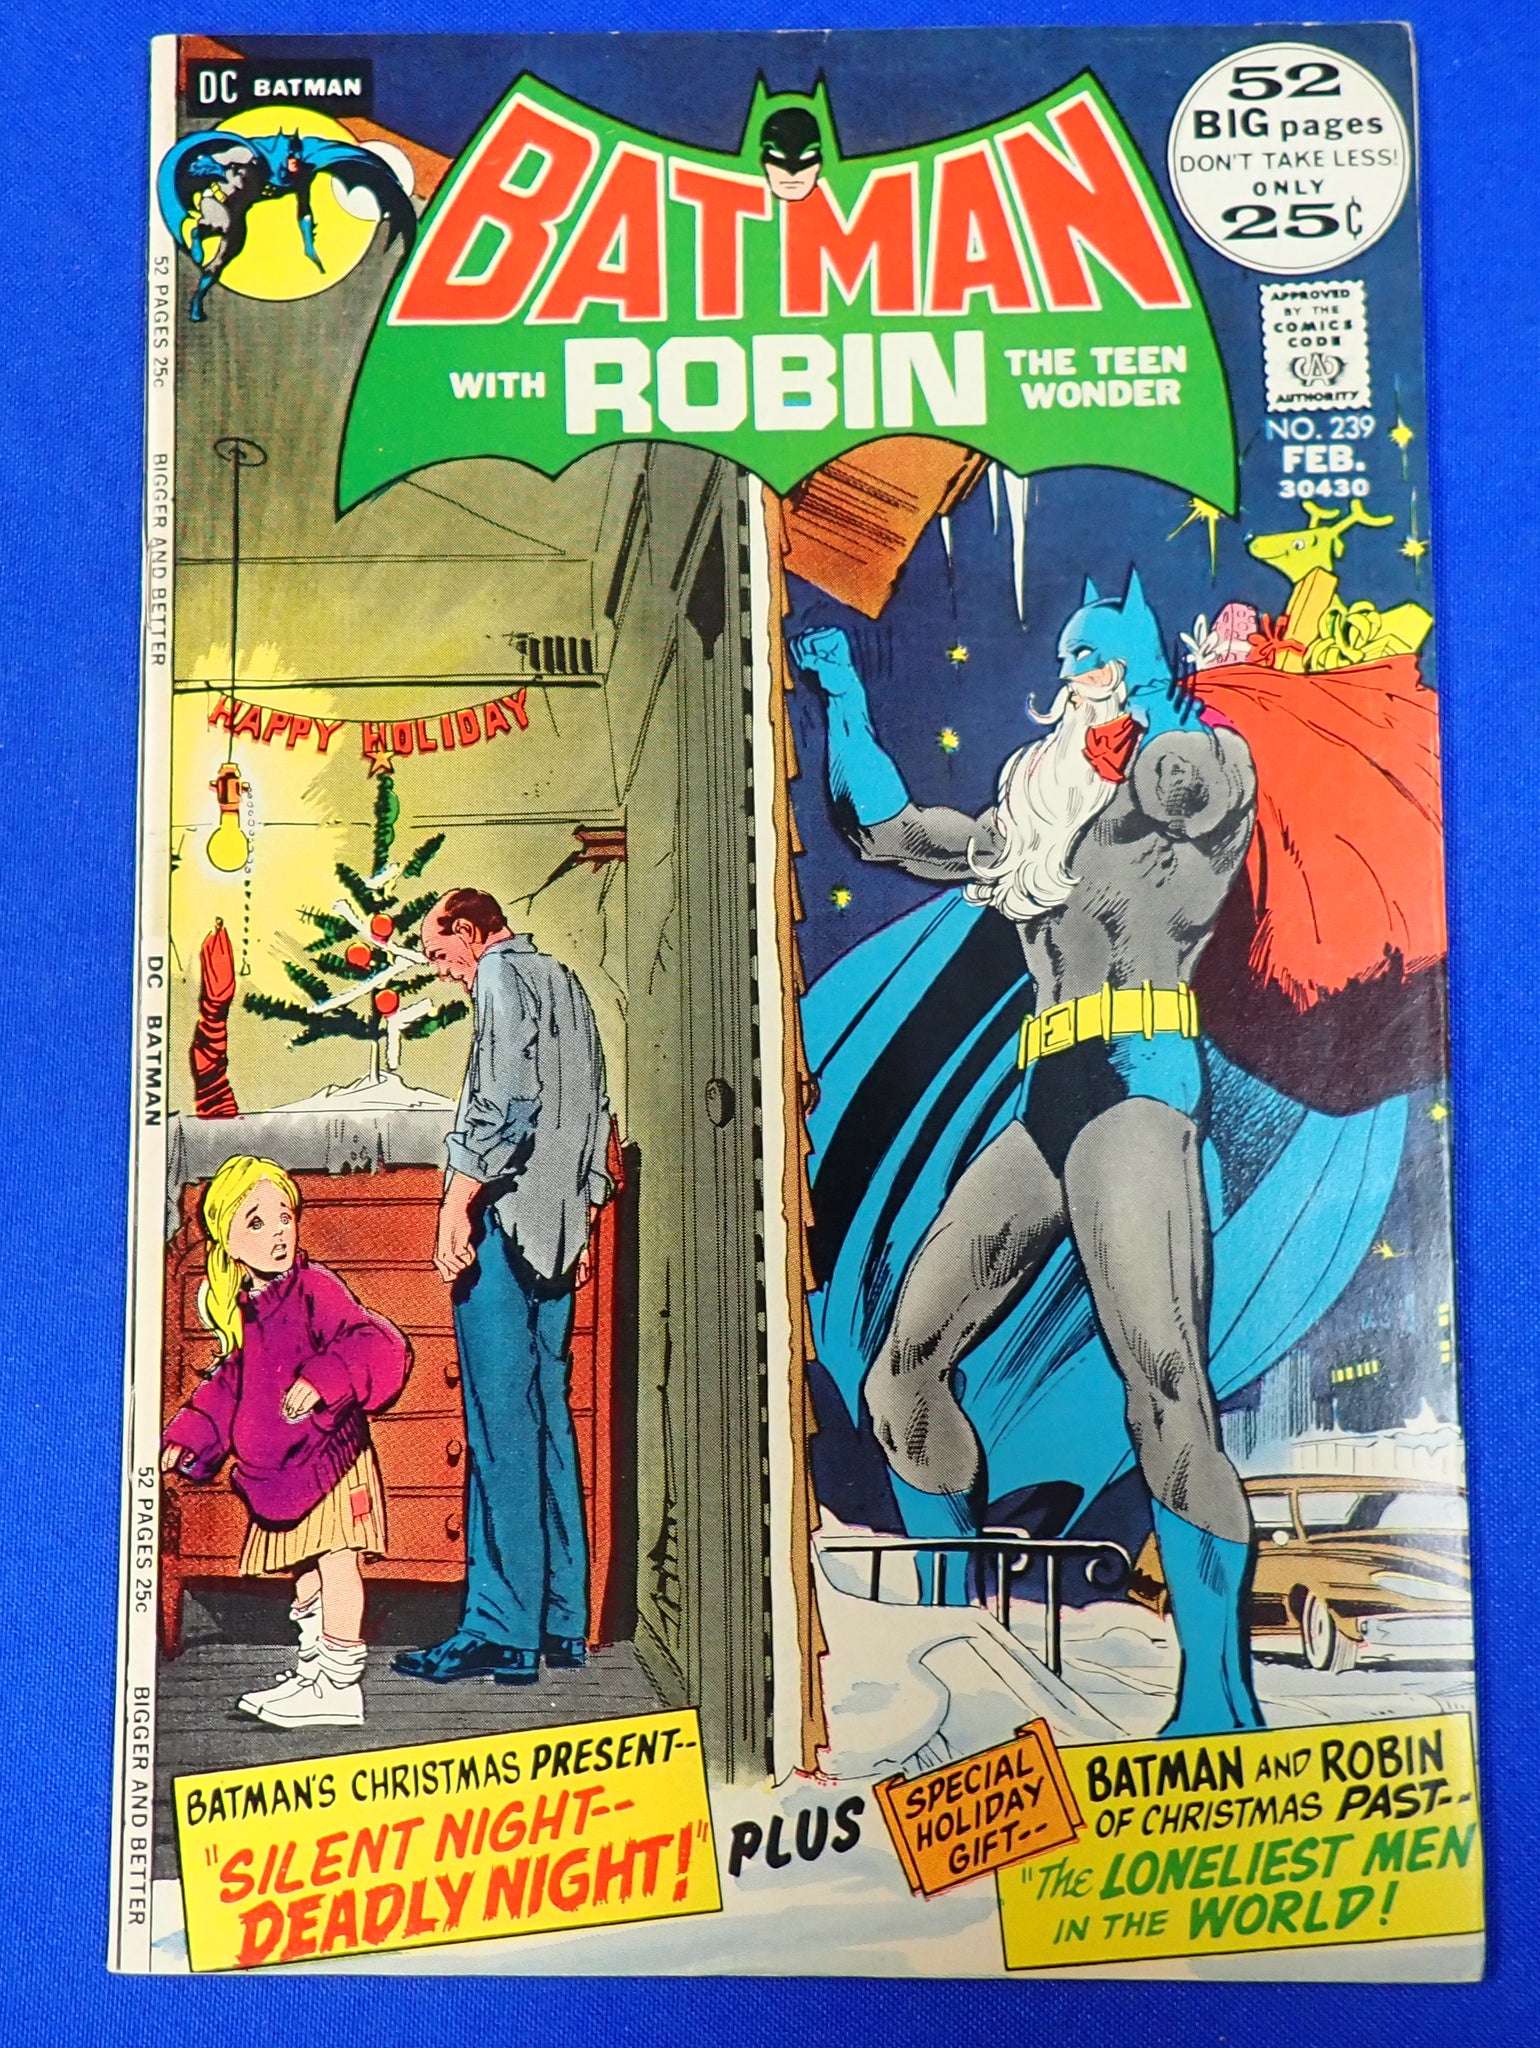 DC BATMAN
BATMAN
WITH ROBIN THE TEEN WONDER
52
BIG pages
DON'T TAKE LESS!
ONLY
25¢
APPROVED
BY THE
COMICS
CODE
CA
AUTHORITY
NO. 239
FEB.
30430
52 PAGES 25c
BIGGER AND BETTER
DC BATMAN
52 PAGES 25c
BIGGER AND BETTER
HAPPY HOLIDAY
BATMAN'S CHRISTMAS PRESENT--
"SILENT NIGHT--
DEADLY NIGHT!"
PLUS
SPECIAL
HOLIDAY
GIFT--
BATMAN AND ROBIN
OF CHRISTMAS PAST--
"THE LONELIEST MEN
IN THE WORLD!